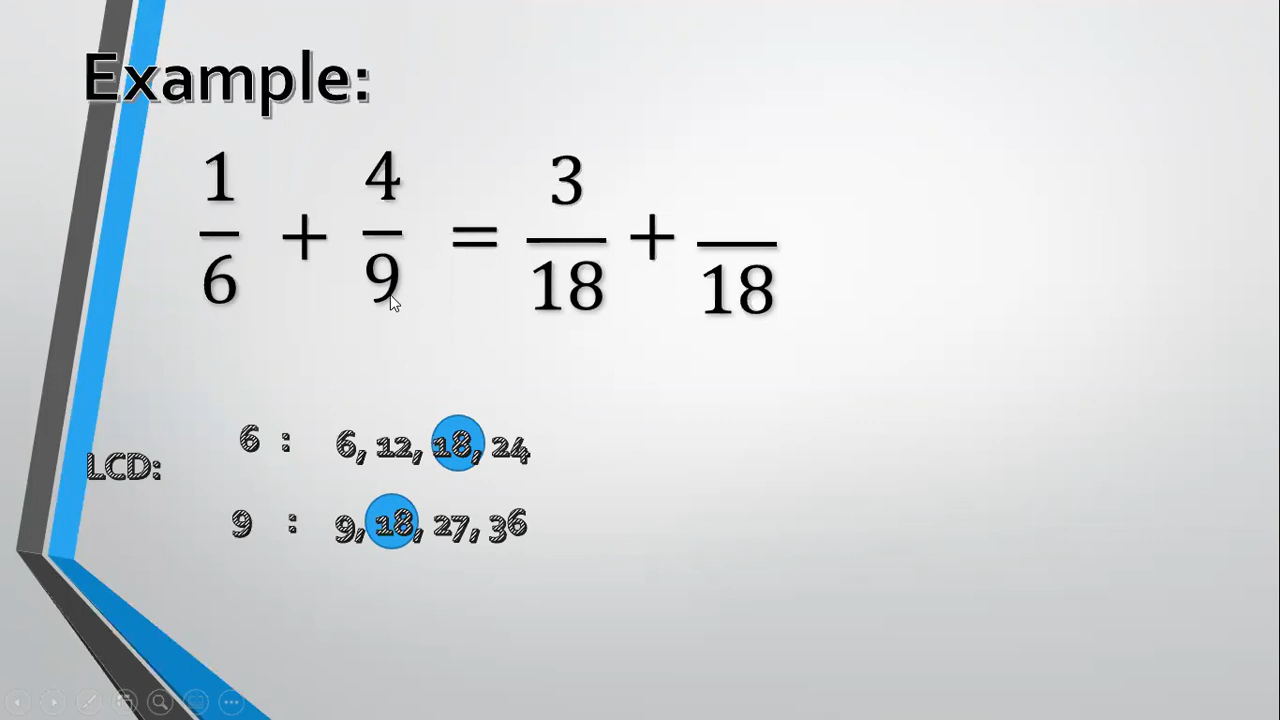 Example:
1/6 + 4/9 = 3/18 + /18
6 : 6, 12, 18, 24
LCD:
9 : 9, 18, 27, 36